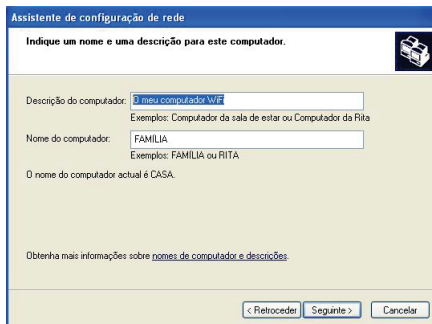 Assistente de configuração de rede
Indique um nome e uma descrição para este computador.
Descrição do computador: O meu computador WiFi
Exemplos: Computador da sala de estar ou Computador da Rita
Nome do computador: FAMÍLIA
Exemplos: FAMÍLIA ou RITA
O nome do computador actual é CASA.
Obtenha mais informações sobre nomes de computador e descrições.
< Retroceder Seguinte > Cancelar